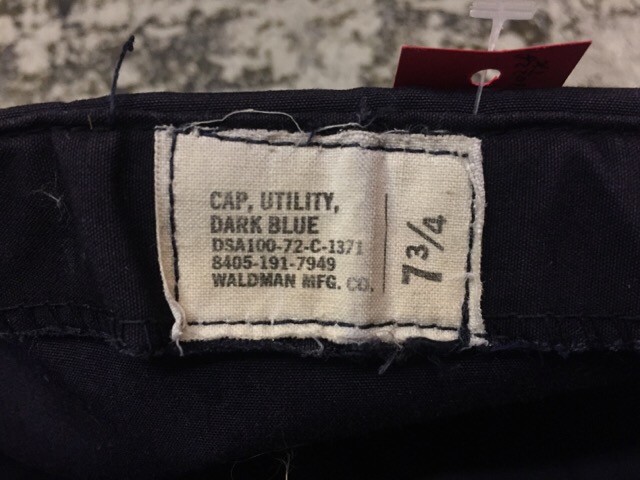 CAP, UTILITY,
DARK BLUE
DSA100-72-C-1371
8405-191-7949
WALDMAN MFG. CO.
7 3/4